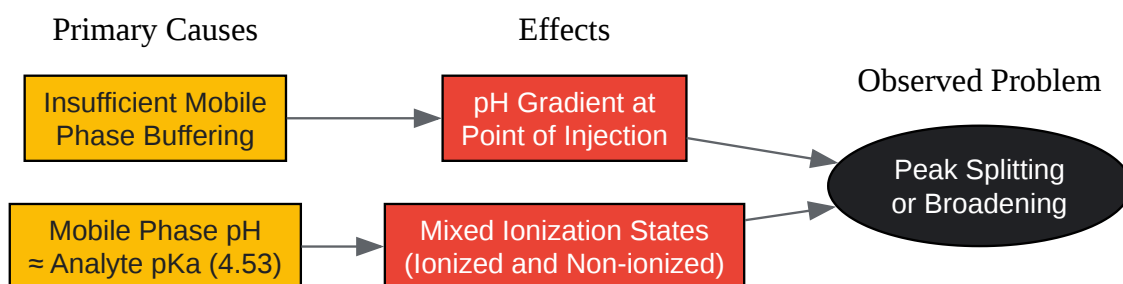 Primary Causes
Effects
Observed Problem
Insufficient Mobile
Phase Buffering
pH Gradient at
Point of Injection
Peak Splitting
or Broadening
Mobile Phase pH
≈ Analyte pKa (4.53)
Mixed Ionization States
(Ionized and Non-ionized)